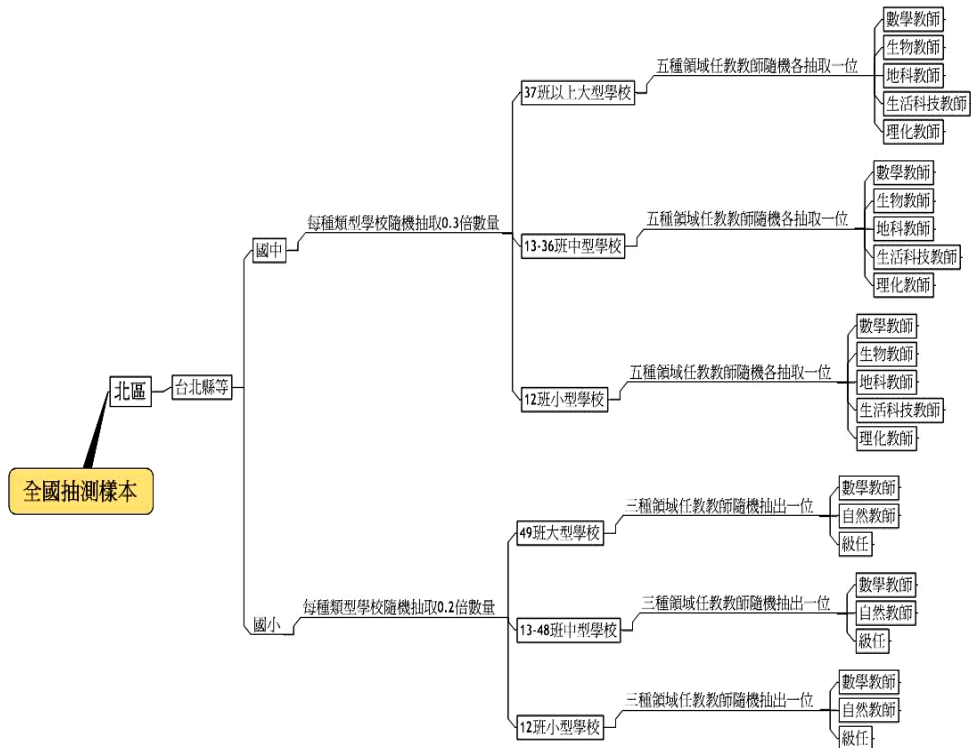 全國抽測樣本
北區
台北縣等
國中
每種類型學校隨機抽取0.3倍數量
37班以上大型學校
五種領域任教教師隨機各抽取一位
數學教師
生物教師
地科教師
生活科技教師
理化教師
13-36班中型學校
五種領域任教教師隨機各抽取一位
數學教師
生物教師
地科教師
生活科技教師
理化教師
12班小型學校
五種領域任教教師隨機各抽取一位
數學教師
生物教師
地科教師
生活科技教師
理化教師
國小
每種類型學校隨機抽取0.2倍數量
49班大型學校
三種領域任教教師隨機抽出一位
數學教師
自然教師
級任
13-48班中型學校
三種領域任教教師隨機抽出一位
數學教師
自然教師
級任
12班小型學校
三種領域任教教師隨機抽出一位
數學教師
自然教師
級任